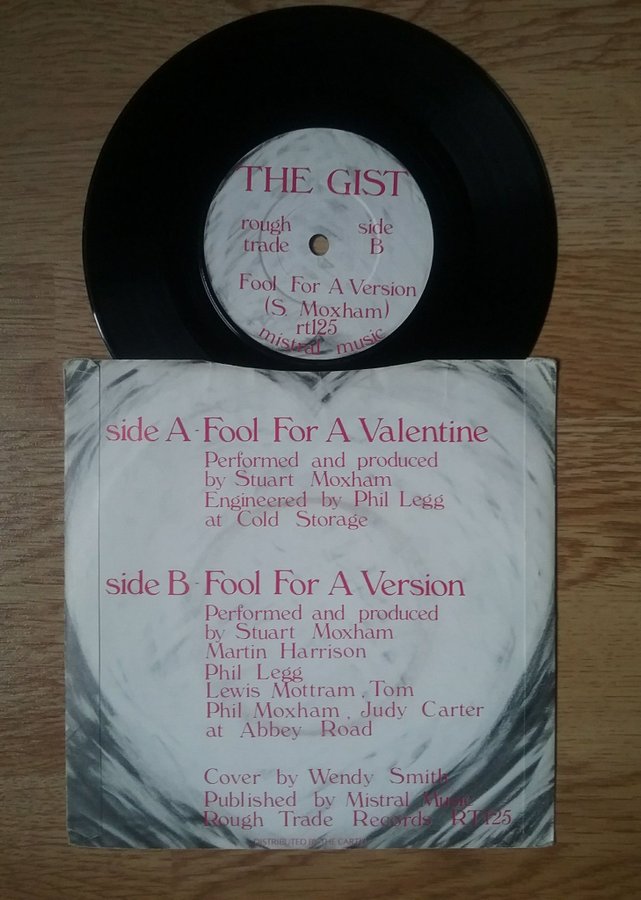 THE GIST
rough side
trade B
Fool For A Version
(S Moxham)
rt125
mistral music
side A - Fool For A Valentine
Performed and produced
by Stuart Moxham
Engineered by Phil Legg
at Cold Storage
side B - Fool For A Version
Performed and produced
by Stuart Moxham
Martin Harrison
Phil Legg
Lewis Mottram, Tom
Phil Moxham, Judy Carter
at Abbey Road
Cover by Wendy Smith
Published by Mistral Music
Rough Trade Records RT125
DISTRIBUTED BY THE CARTEL